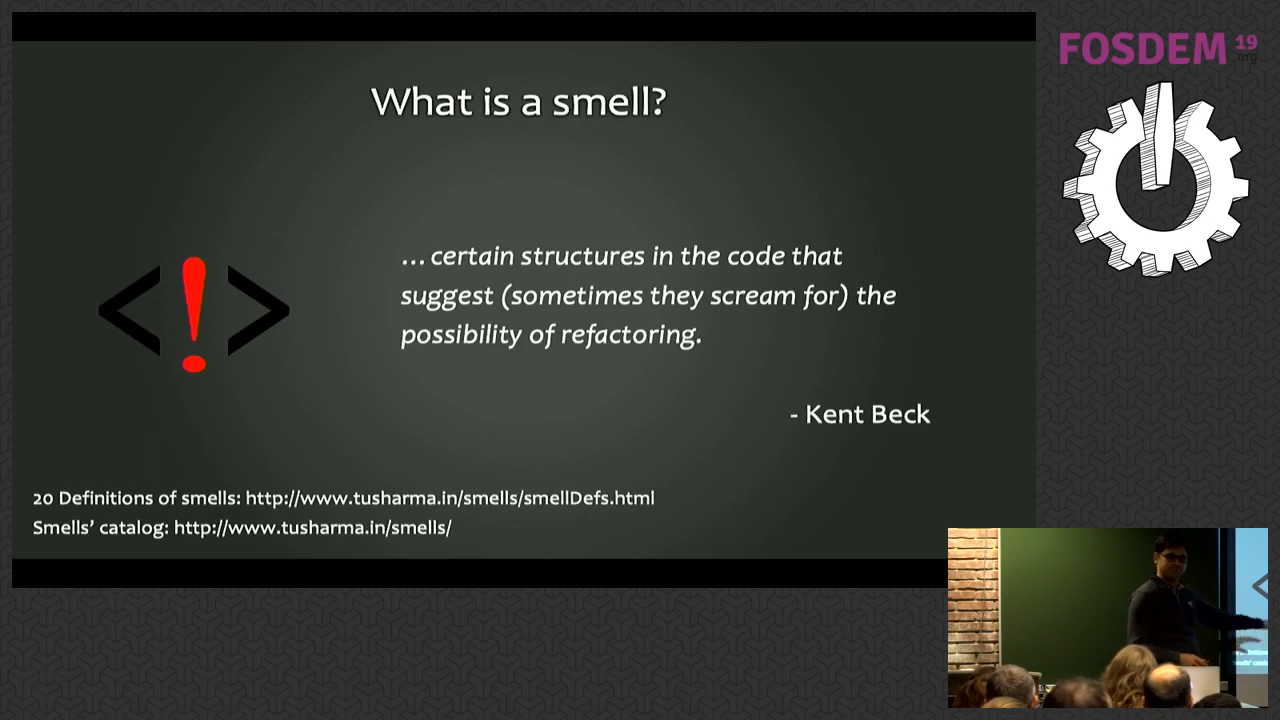 What is a smell?
... certain structures in the code that
suggest (sometimes they scream for) the
possibility of refactoring.
- Kent Beck
20 Definitions of smells: http://www.tusharma.in/smells/smellDefs.html
Smells' catalog: http://www.tusharma.in/smells/
FOSDEM 19
.org